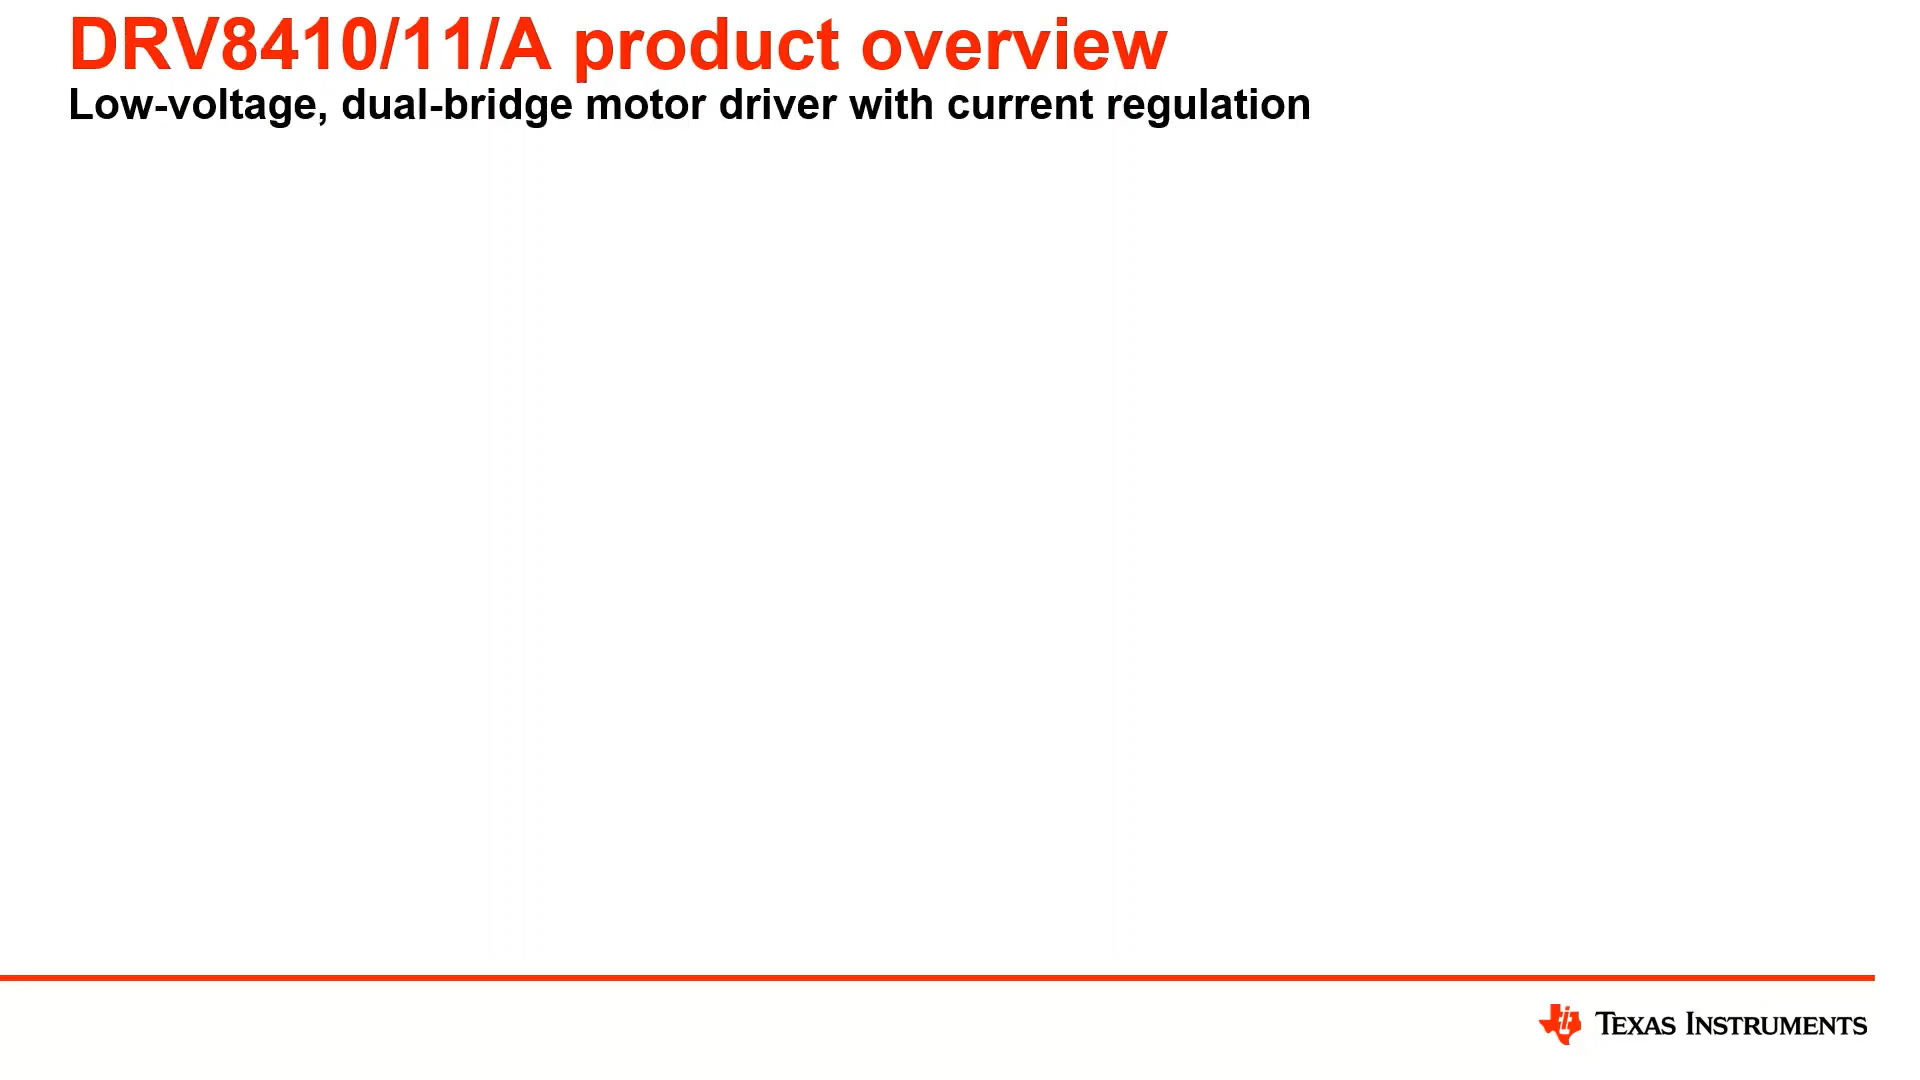 DRV8410/11/A product overview
Low-voltage, dual-bridge motor driver with current regulation
TEXAS INSTRUMENTS